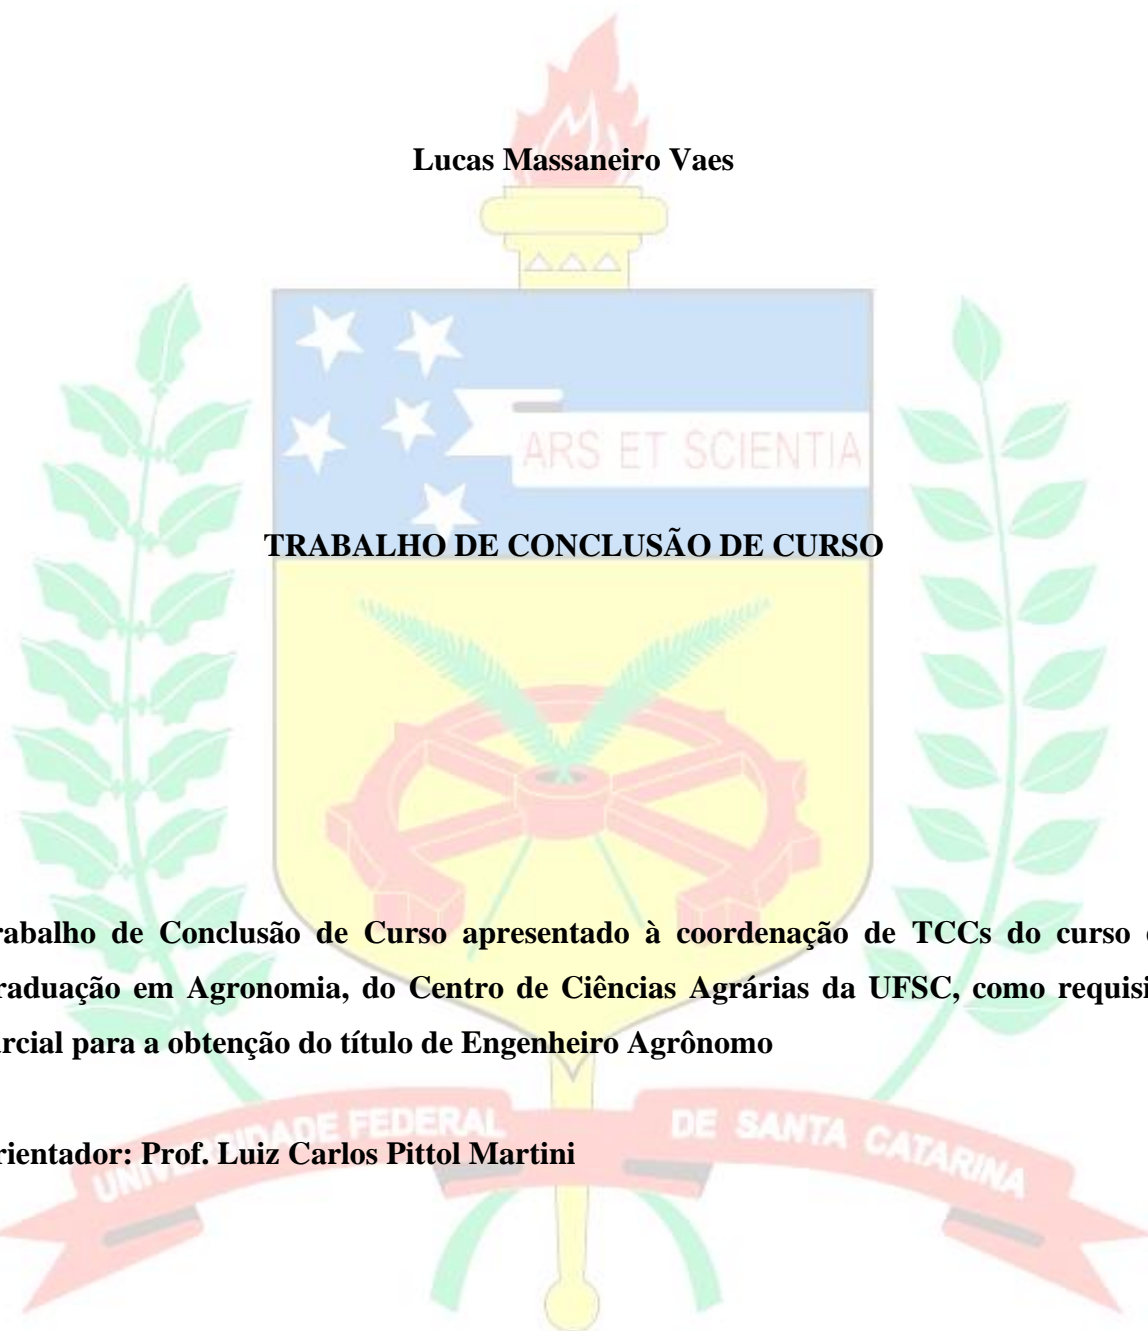 Lucas Massaneiro Vaes
ARS ET SCIENTIA
TRABALHO DE CONCLUSÃO DE CURSO
rabalho de Conclusão de Curso apresentado à coordenação de TCCs do curso
raduação em Agronomia, do Centro de Ciências Agrárias da UFSC, como requisi
rcial para a obtenção do título de Engenheiro Agrônomo
UNIVERSIDADE FEDERAL DE SANTA CATARINA
rientador: Prof. Luiz Carlos Pittol Martini